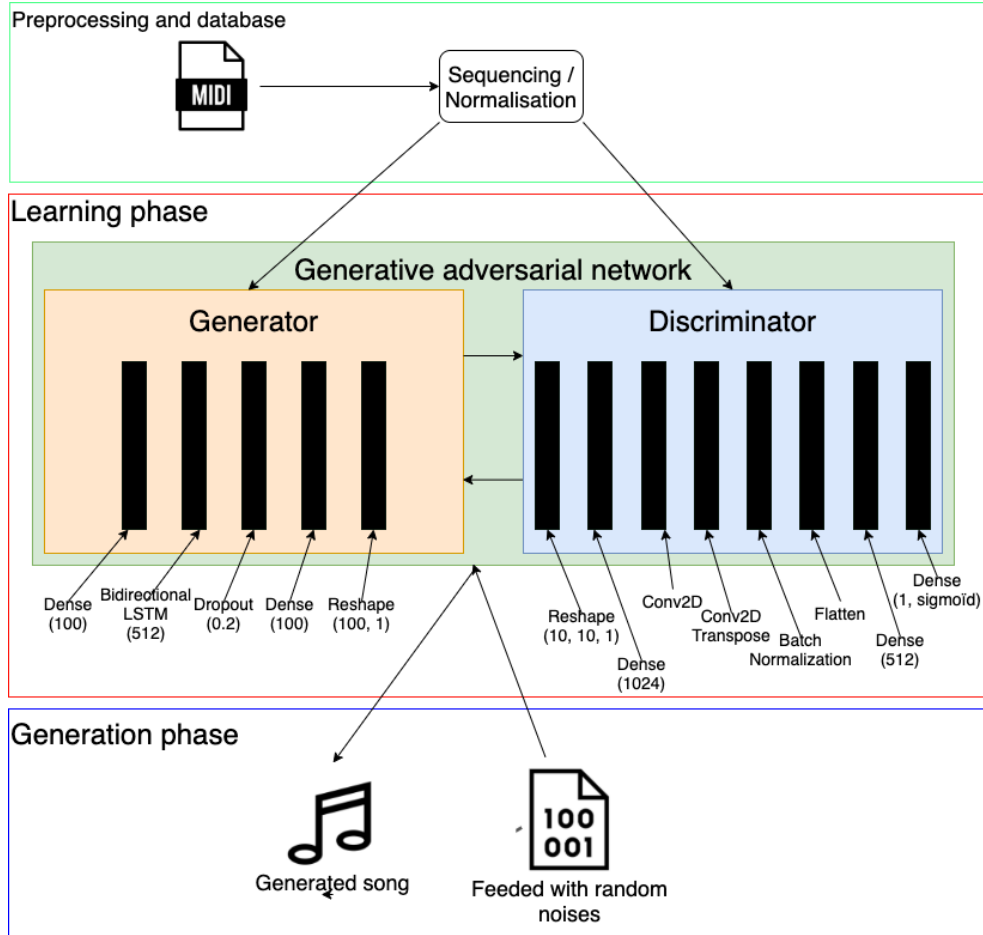 Preprocessing and database
MIDI
Sequencing /
Normalisation
Learning phase
Generative adversarial network
Generator
Discriminator
Dense
(100)
Bidirectional
LSTM
(512)
Dropout
(0.2)
Dense
(100)
Reshape
(100, 1)
Reshape
(10, 10, 1)
Dense
(1024)
Conv2D
Conv2D
Transpose
Batch
Normalization
Flatten
Dense
(512)
Dense
(1, sigmoïd)
Generation phase
Generated song
100
001
Feeded with random
noises